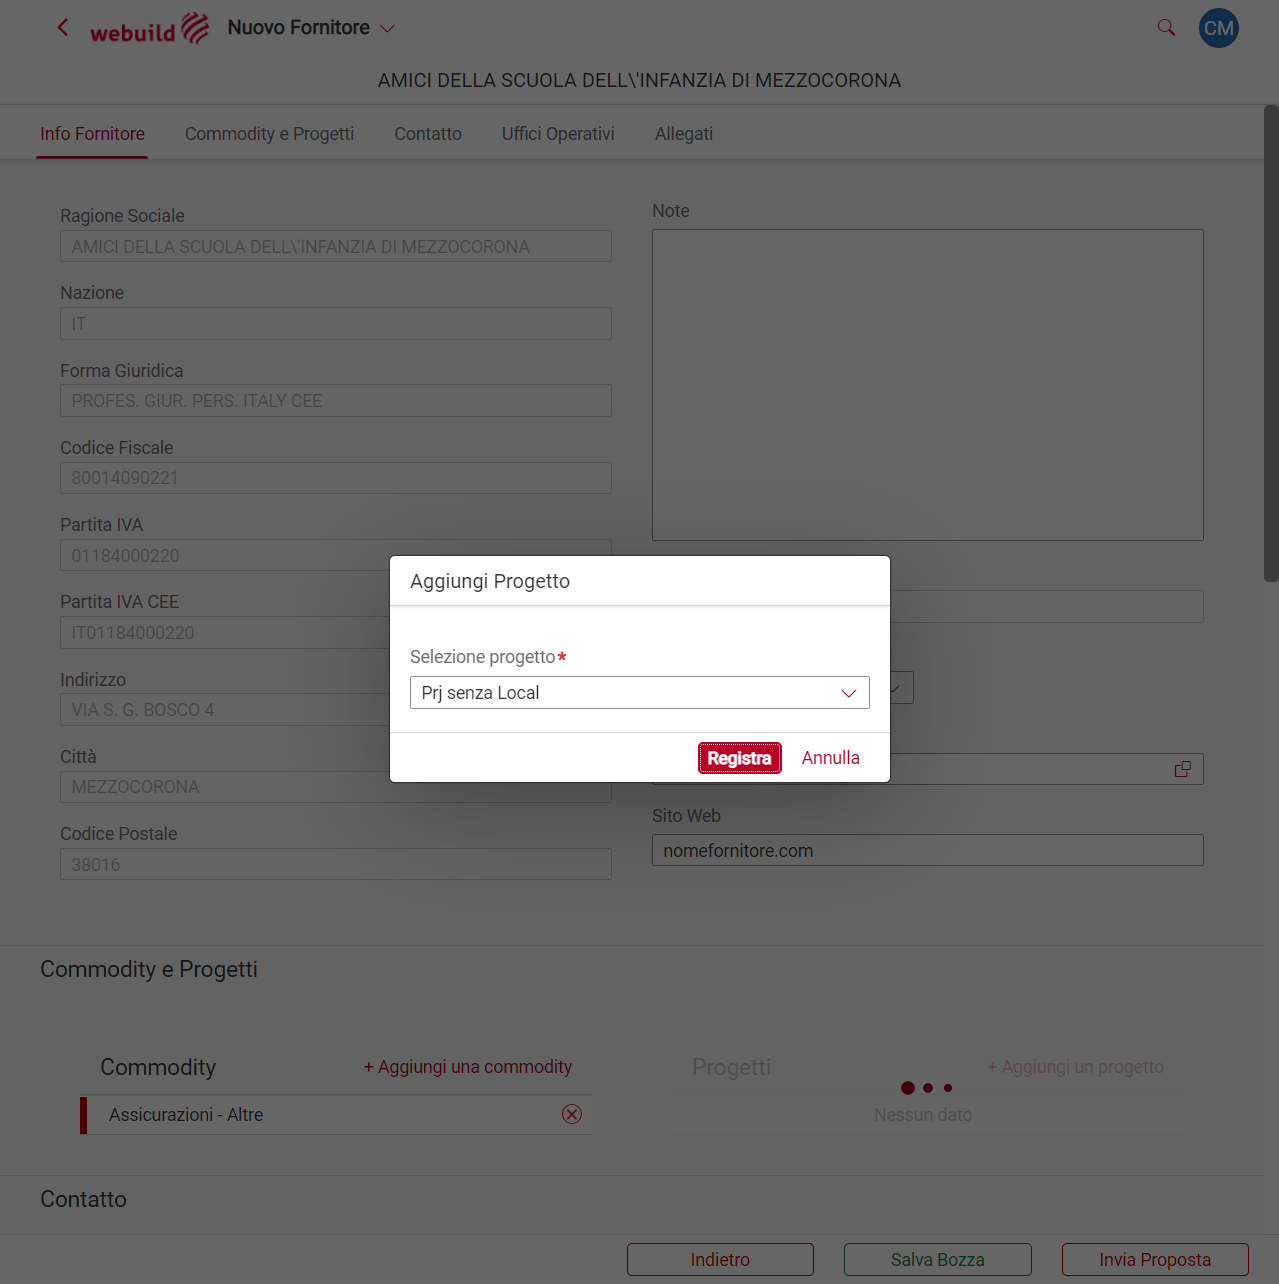 webuild Nuovo Fornitore CM
AMICI DELLA SCUOLA DELL\'INFANZIA DI MEZZOCORONA
Info Fornitore Commodity e Progetti Contatto Uffici Operativi Allegati
Ragione Sociale
AMICI DELLA SCUOLA DELL\'INFANZIA DI MEZZOCORONA
Nazione
IT
Forma Giuridica
PROFES. GIUR. PERS. ITALY CEE
Codice Fiscale
80014090221
Partita IVA
01184000220
Partita IVA CEE
IT01184000220
Indirizzo
VIA S. G. BOSCO 4
Città
MEZZOCORONA
Codice Postale
38016
Note
Aggiungi Progetto
Selezione progetto*
Prj senza Local
Registra Annulla
Sito Web
nomefornitore.com
Commodity e Progetti
Commodity + Aggiungi una commodity
Assicurazioni - Altre
Progetti + Aggiungi un progetto
Nessun dato
Contatto
Indietro Salva Bozza Invia Proposta